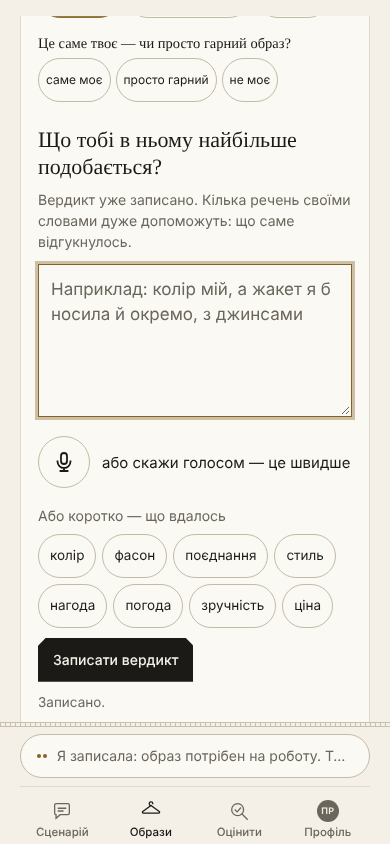 Це саме твоє — чи просто гарний образ?
саме моє просто гарний не моє
Що тобі в ньому найбільше
подобається?
Вердикт уже записано. Кілька речень своїми
словами дуже допоможуть: що саме
відгукнулось.
Наприклад: колір мій, а жакет я б
носила й окремо, з джинсами
або скажи голосом — це швидше
Або коротко — що вдалось
колір фасон поєднання стиль
нагода погода зручність ціна
Записати вердикт
Записано.
Я записала: образ потрібен на роботу. Т...
ПР
Сценарій Образи Оцінити Профіль